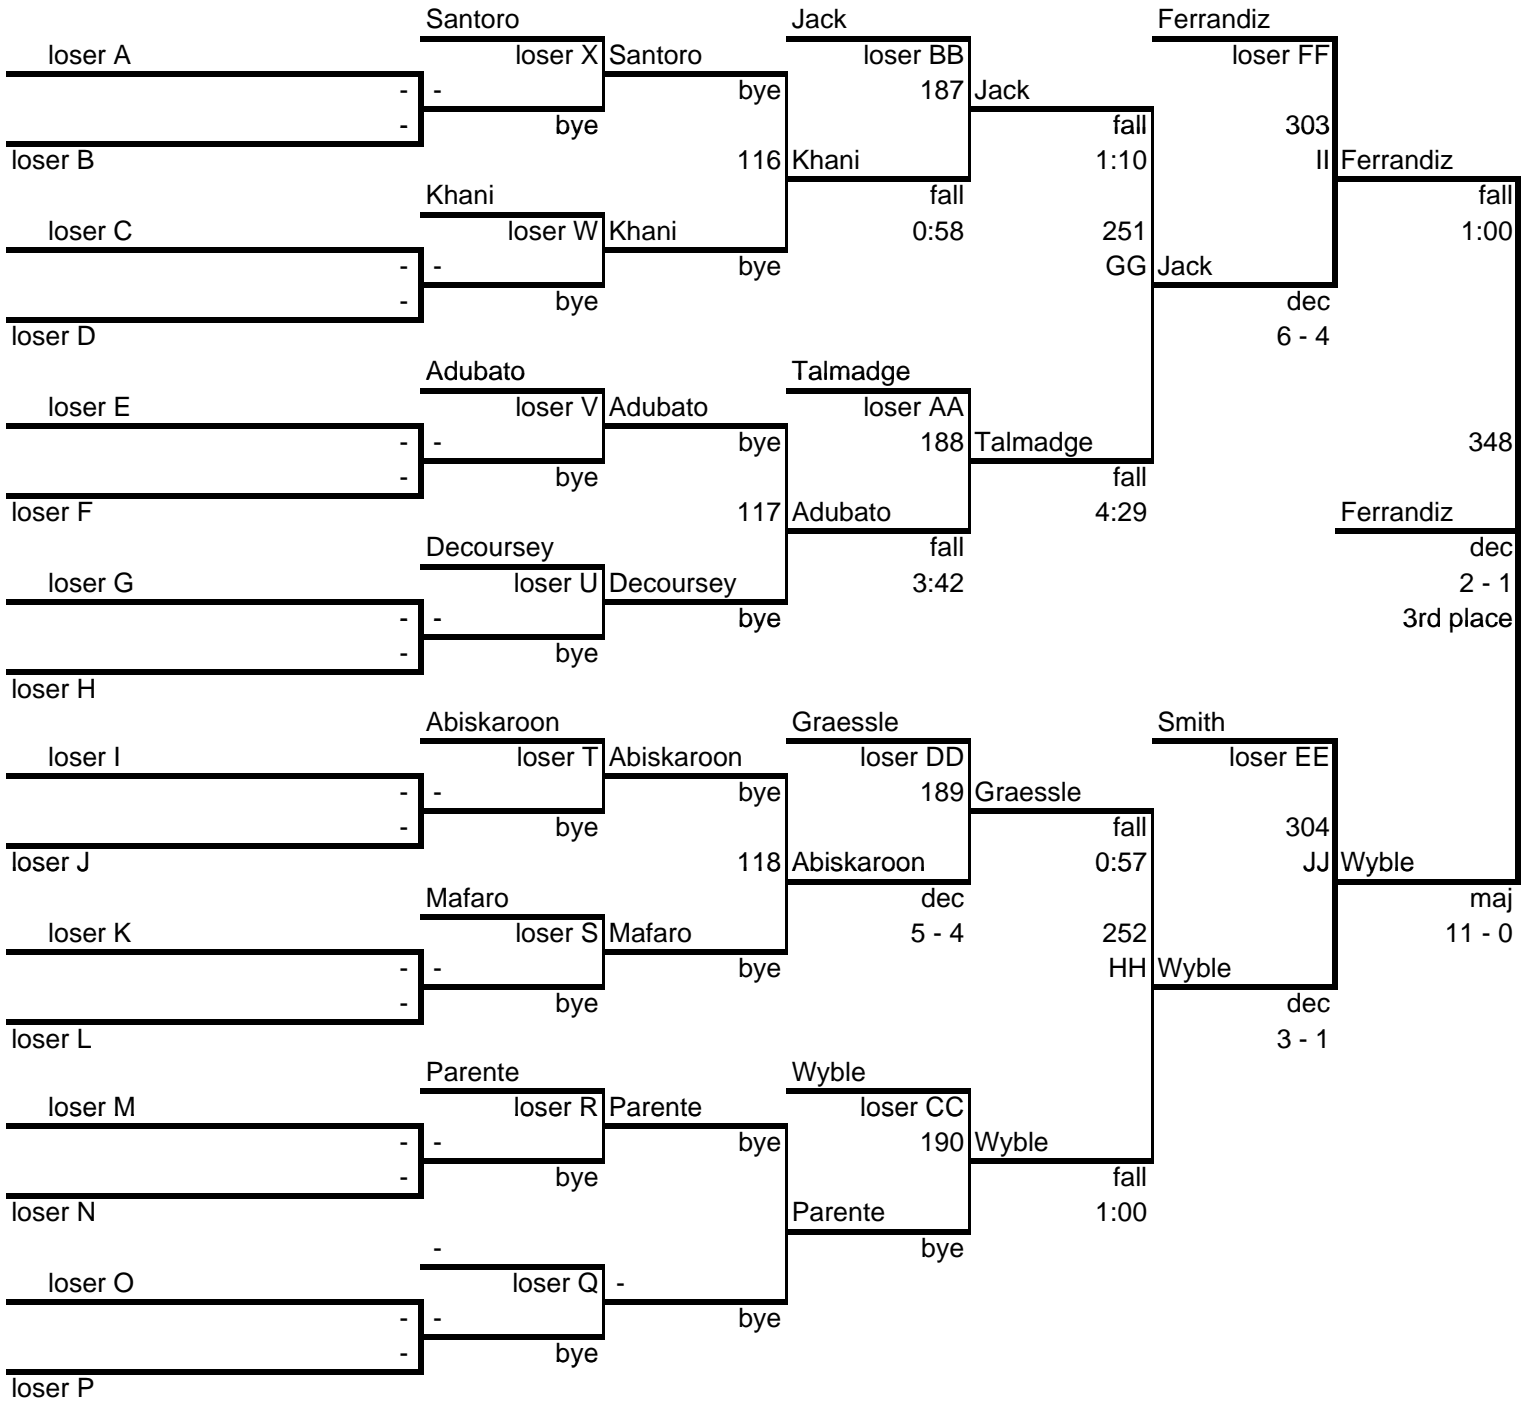 Santoro
Jack
Ferrandiz
loser A
loser X
Santoro
loser BB
loser FF
-
-
bye
187
Jack
-
bye
fall
303
loser B
116
Khani
1:10
II
Ferrandiz
Khani
fall
fall
loser C
loser W
Khani
0:58
251
1:00
-
-
bye
GG
Jack
-
bye
dec
loser D
6 - 4
Adubato
Talmadge
loser E
loser V
Adubato
loser AA
-
-
bye
188
Talmadge
348
-
bye
fall
loser F
117
Adubato
4:29
Ferrandiz
Decoursey
fall
dec
loser G
loser U
Decoursey
3:42
2 - 1
-
-
bye
3rd place
-
bye
loser H
Abiskaroon
Graessle
Smith
loser I
loser T
Abiskaroon
loser DD
loser EE
-
-
bye
189
Graessle
-
bye
fall
304
loser J
118
Abiskaroon
0:57
JJ
Wyble
Mafaro
dec
maj
loser K
loser S
Mafaro
5 - 4
252
11 - 0
-
-
bye
HH
Wyble
-
bye
dec
loser L
3 - 1
Parente
Wyble
loser M
loser R
Parente
loser CC
-
-
bye
190
Wyble
-
bye
fall
loser N
Parente
1:00
-
bye
loser O
loser Q
-
-
-
bye
-
bye
loser P